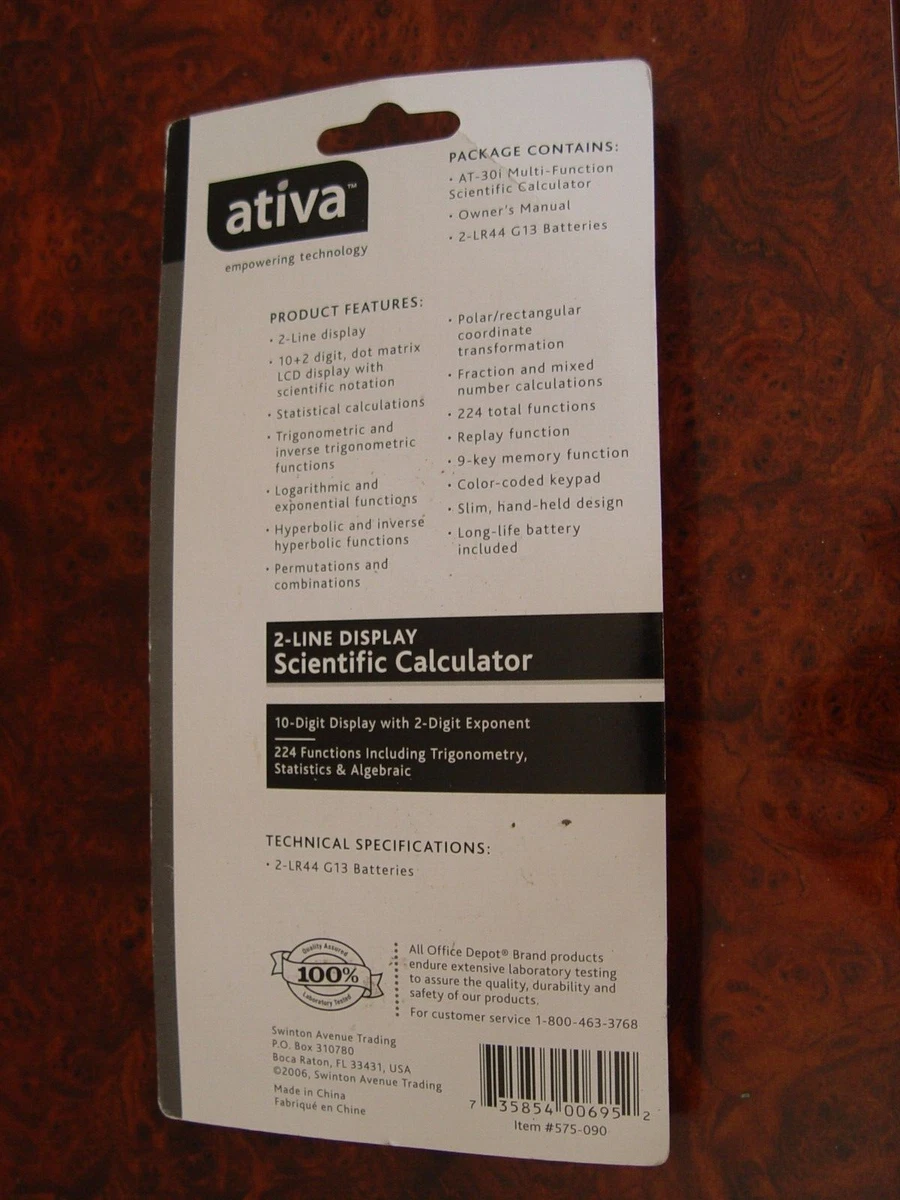 ativa™
empowering technology
PACKAGE CONTAINS:
· AT-30i Multi-Function
Scientific Calculator
· Owner's Manual
· 2-LR44 G13 Batteries
PRODUCT FEATURES:
· 2-Line display
· 10+2 digit, dot matrix
LCD display with
scientific notation
· Statistical calculations
· Trigonometric and
inverse trigonometric
functions
· Logarithmic and
exponential functions
· Hyperbolic and inverse
hyperbolic functions
· Permutations and
combinations
· Polar/rectangular
coordinate
transformation
· Fraction and mixed
number calculations
· 224 total functions
· Replay function
· 9-key memory function
· Color-coded keypad
· Slim, hand-held design
· Long-life battery
included
2-LINE DISPLAY
Scientific Calculator
10-Digit Display with 2-Digit Exponent
224 Functions Including Trigonometry,
Statistics & Algebraic
TECHNICAL SPECIFICATIONS:
· 2-LR44 G13 Batteries
Quality Assured
100%
Laboratory Tested
All Office Depot® Brand products
endure extensive laboratory testing
to assure the quality, durability and
safety of our products.
For customer service 1-800-463-3768
Swinton Avenue Trading
P.O. Box 310780
Boca Raton, FL 33431, USA
©2006, Swinton Avenue Trading
Made in China
Fabriqué en Chine
7 35854 00695 2
Item #575-090